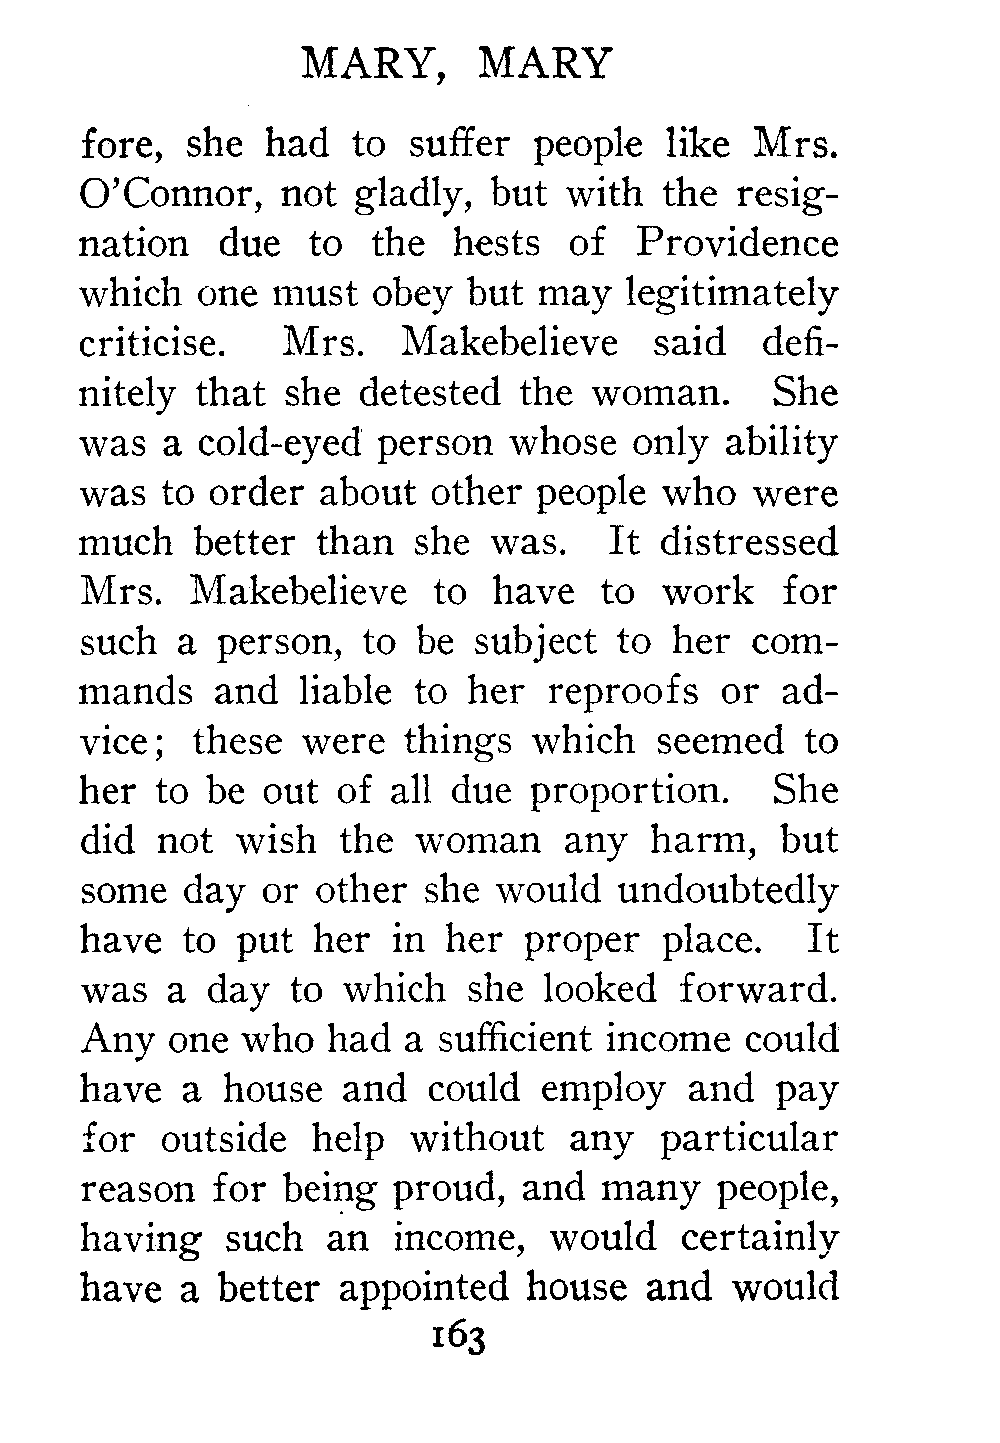 MARY, MARY
fore, she had to suffer people like Mrs.
O'Connor, not gladly, but with the resig-
nation due to the hests of Providence
which one must obey but may legitimately
criticise. Mrs. Makebelieve said defi-
nitely that she detested the woman. She
was a cold-eyed person whose only ability
was to order about other people who were
much better than she was. It distressed
Mrs. Makebelieve to have to work for
such a person, to be subject to her com-
mands and liable to her reproofs or ad-
vice; these were things which seemed to
her to be out of all due proportion. She
did not wish the woman any harm, but
some day or other she would undoubtedly
have to put her in her proper place. It
was a day to which she looked forward.
Any one who had a sufficient income could
have a house and could employ and pay
for outside help without any particular
reason for being proud, and many people,
having such an income, would certainly
have a better appointed house and would
163